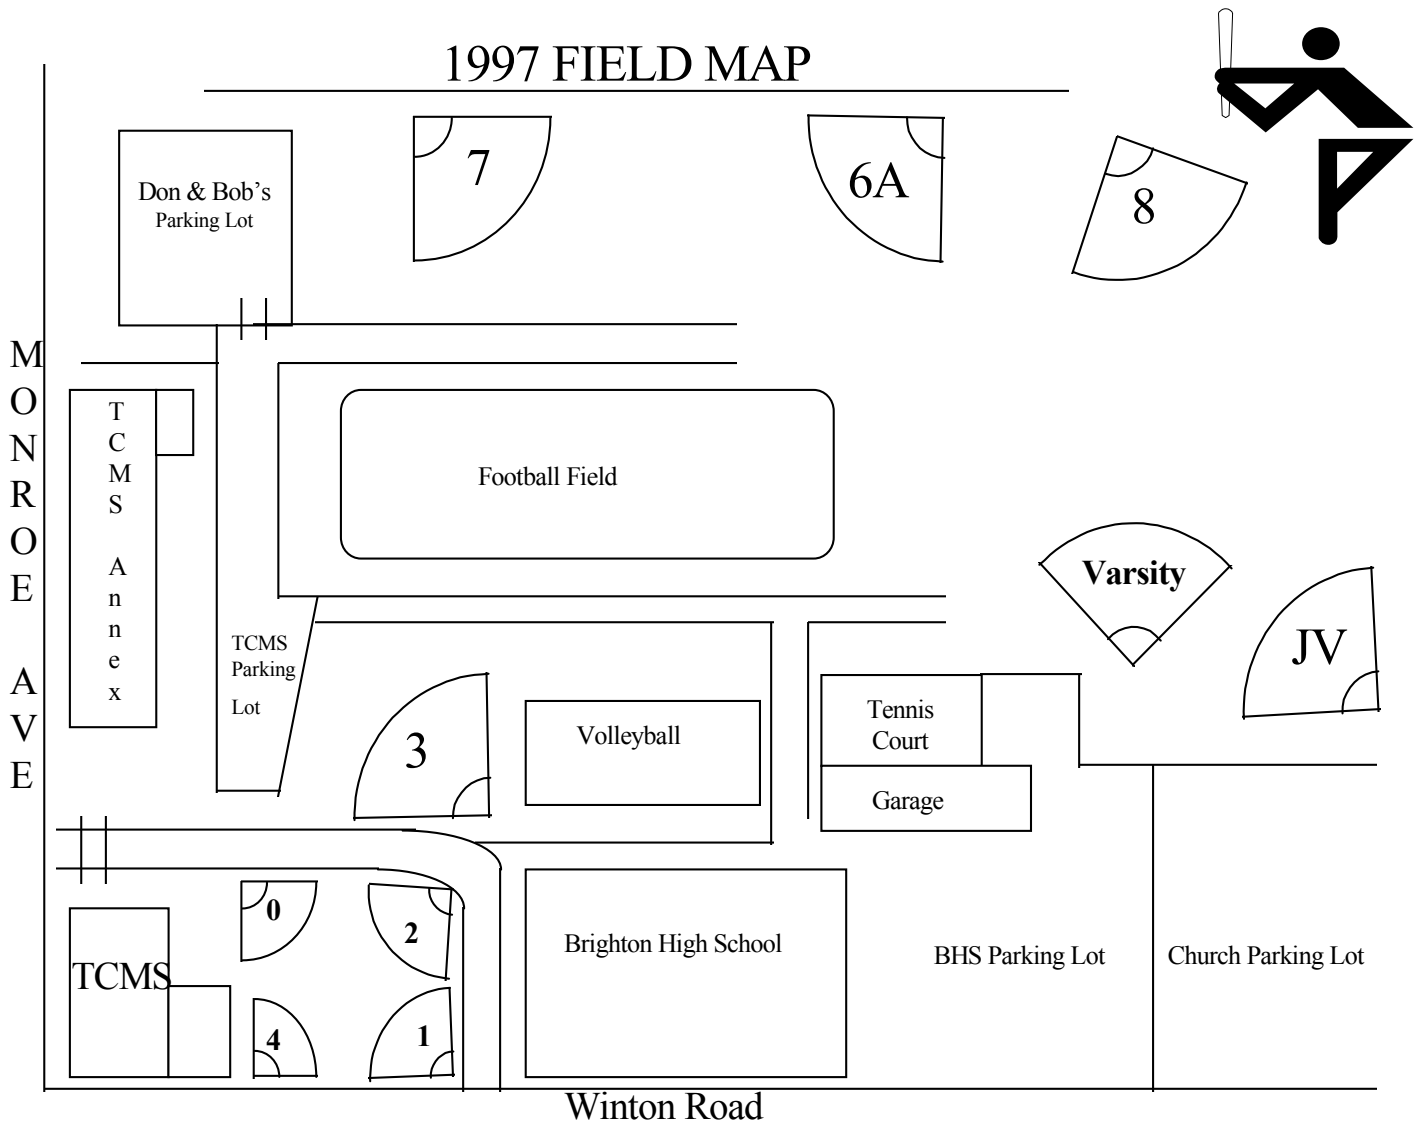 1997 FIELD MAP
7
6A
8
Don & Bob’s
Parking Lot
M
O
N
R
O
E
A
V
E
T
C
M
S
A
n
n
e
x
Football Field
Varsity
JV
TCMS
Parking
Lot
3
Volleyball
Tennis
Court
Garage
0
2
TCMS
4
1
Brighton High School
BHS Parking Lot
Church Parking Lot
Winton Road